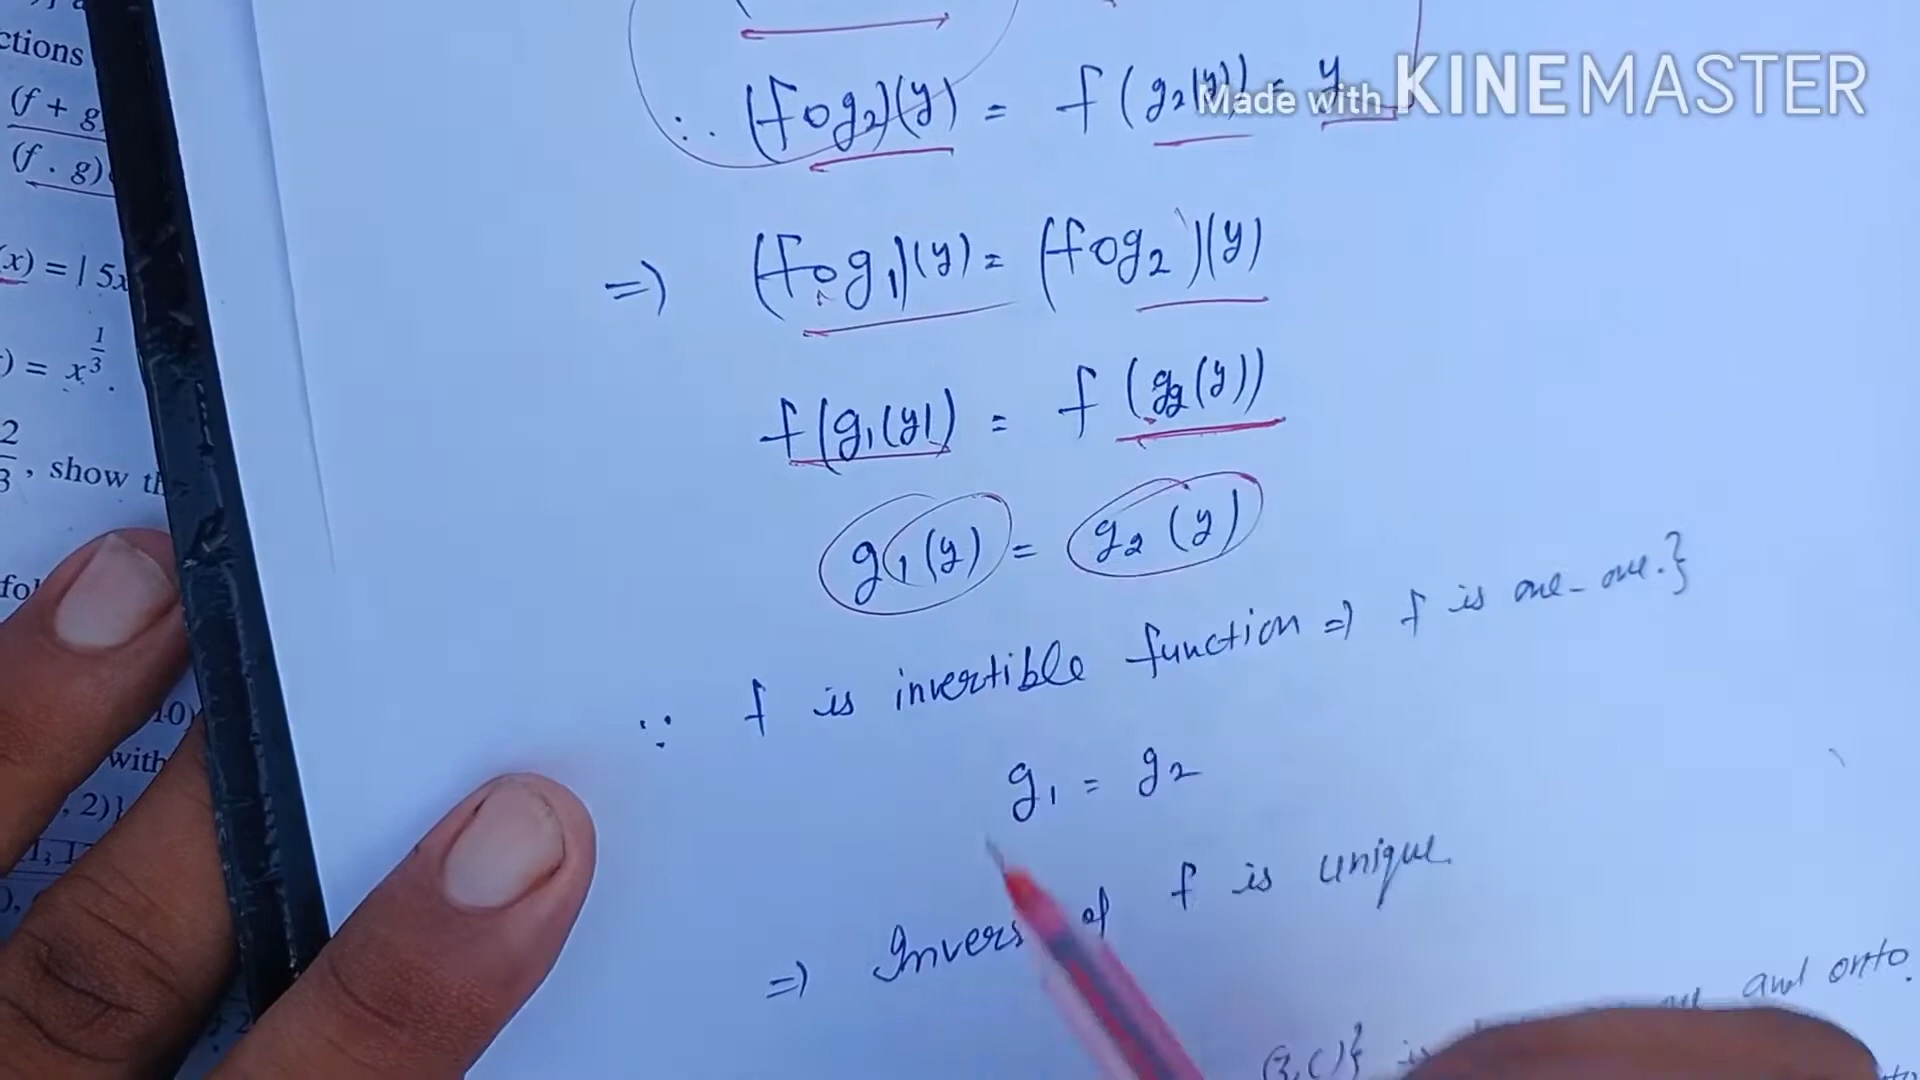 ctions
(f + g
(f . g)
(x) = | 5x
) = x^{1/3}.
2/3, show th
fol
10)
with
, 2)}
∴ (fog₂)(y) = f(g₂(y)) = y
Made with KINEMASTER
=> (fog₁)(y) = (fog₂)(y)
f(g₁(y)) = f(g₂(y))
g₁(y) = g₂(y)
∵ f is invertible function => f is one-one.}
g₁ = g₂
=> Invers of f is unique.
and onto.